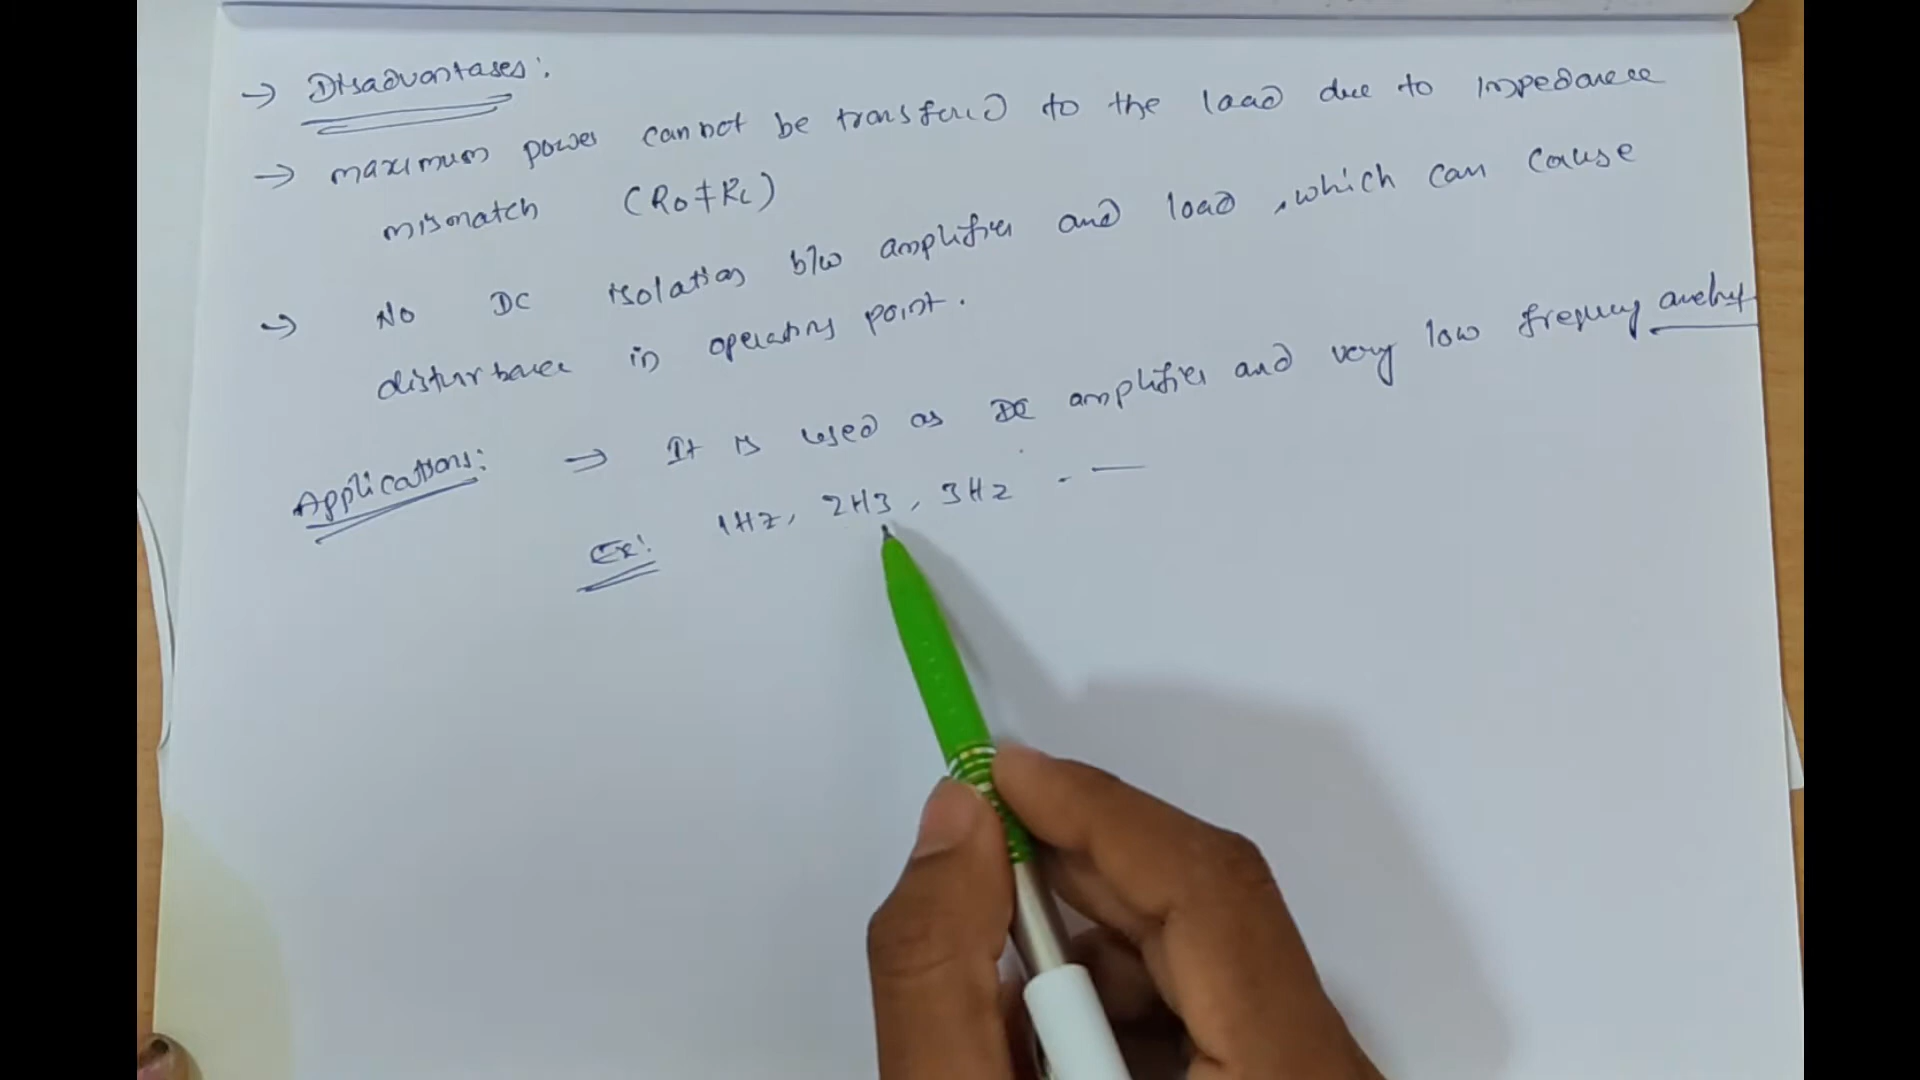 → Disadvantages:
→ maximum power cannot be transfered to the load due to Impedance
mismatch (Ro≠RL)
→ No DC isolation b/w amplifier and load, which can cause
disturbance in operating point.
Applications: → It is used as DC amplifier and very low frequency
Ex: 1Hz, 2Hz, 3Hz - —